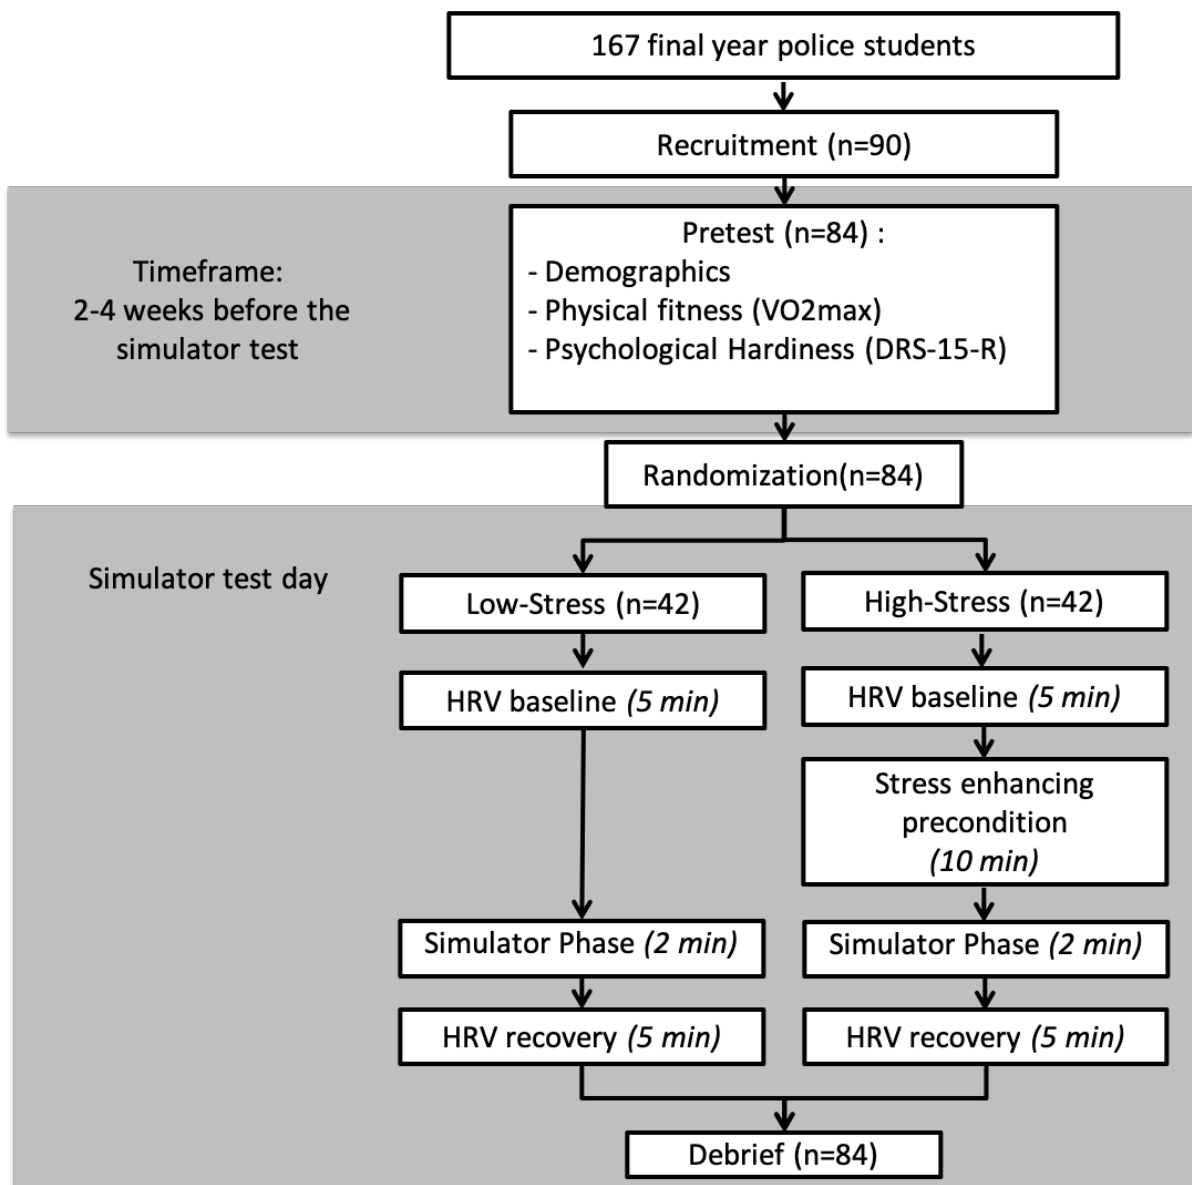 167 final year police students
Recruitment (n=90)
Timeframe:
2-4 weeks before the
simulator test
Pretest (n=84) :
- Demographics
- Physical fitness (VO2max)
- Psychological Hardiness (DRS-15-R)
Randomization(n=84)
Simulator test day
Low-Stress (n=42)
High-Stress (n=42)
HRV baseline (5 min)
HRV baseline (5 min)
Stress enhancing
precondition
(10 min)
Simulator Phase (2 min)
Simulator Phase (2 min)
HRV recovery (5 min)
HRV recovery (5 min)
Debrief (n=84)